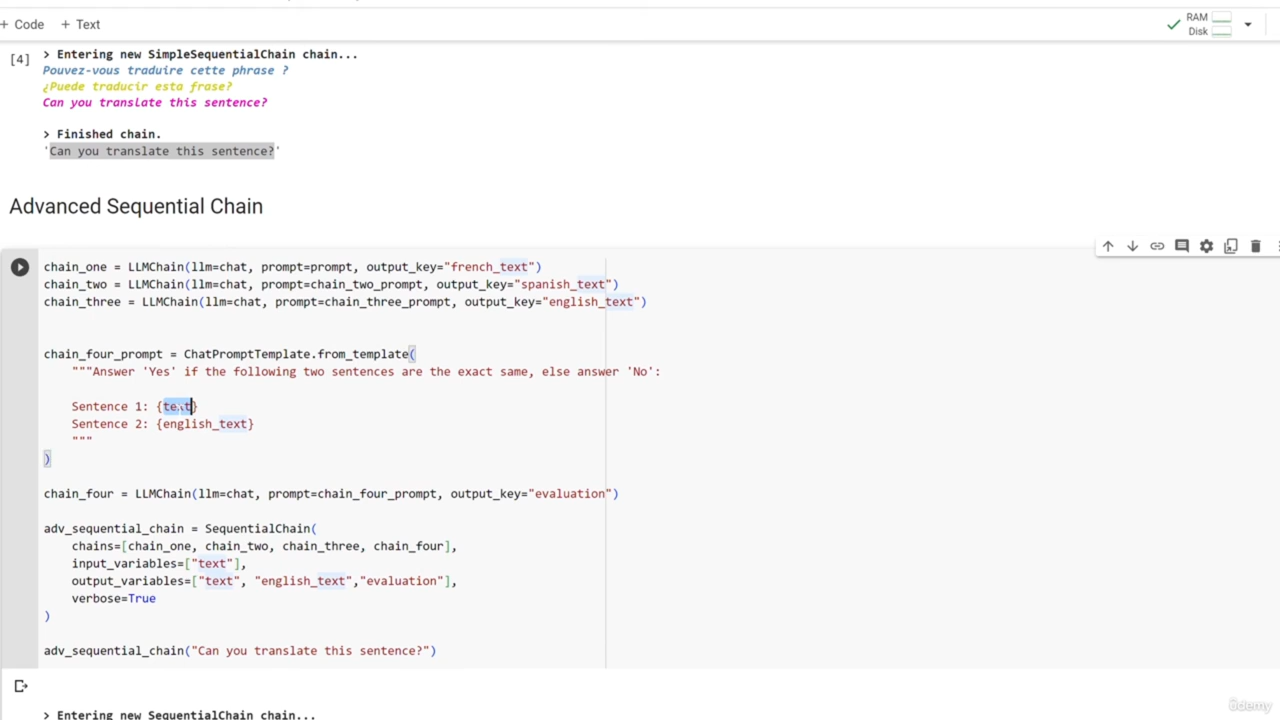 + Code + Text
RAM
Disk
[4]
> Entering new SimpleSequentialChain chain...
Pouvez-vous traduire cette phrase ?
¿Puede traducir esta frase?
Can you translate this sentence?
> Finished chain.
'Can you translate this sentence?'
Advanced Sequential Chain
chain_one = LLMChain(llm=chat, prompt=prompt, output_key="french_text")
chain_two = LLMChain(llm=chat, prompt=chain_two_prompt, output_key="spanish_text")
chain_three = LLMChain(llm=chat, prompt=chain_three_prompt, output_key="english_text")
chain_four_prompt = ChatPromptTemplate.from_template(
"""Answer 'Yes' if the following two sentences are the exact same, else answer 'No':
Sentence 1: {text}
Sentence 2: {english_text}
"""
)
chain_four = LLMChain(llm=chat, prompt=chain_four_prompt, output_key="evaluation")
adv_sequential_chain = SequentialChain(
chains=[chain_one, chain_two, chain_three, chain_four],
input_variables=["text"],
output_variables=["text", "english_text","evaluation"],
verbose=True
)
adv_sequential_chain("Can you translate this sentence?")
> Entering new SequentialChain chain...
ûdemy